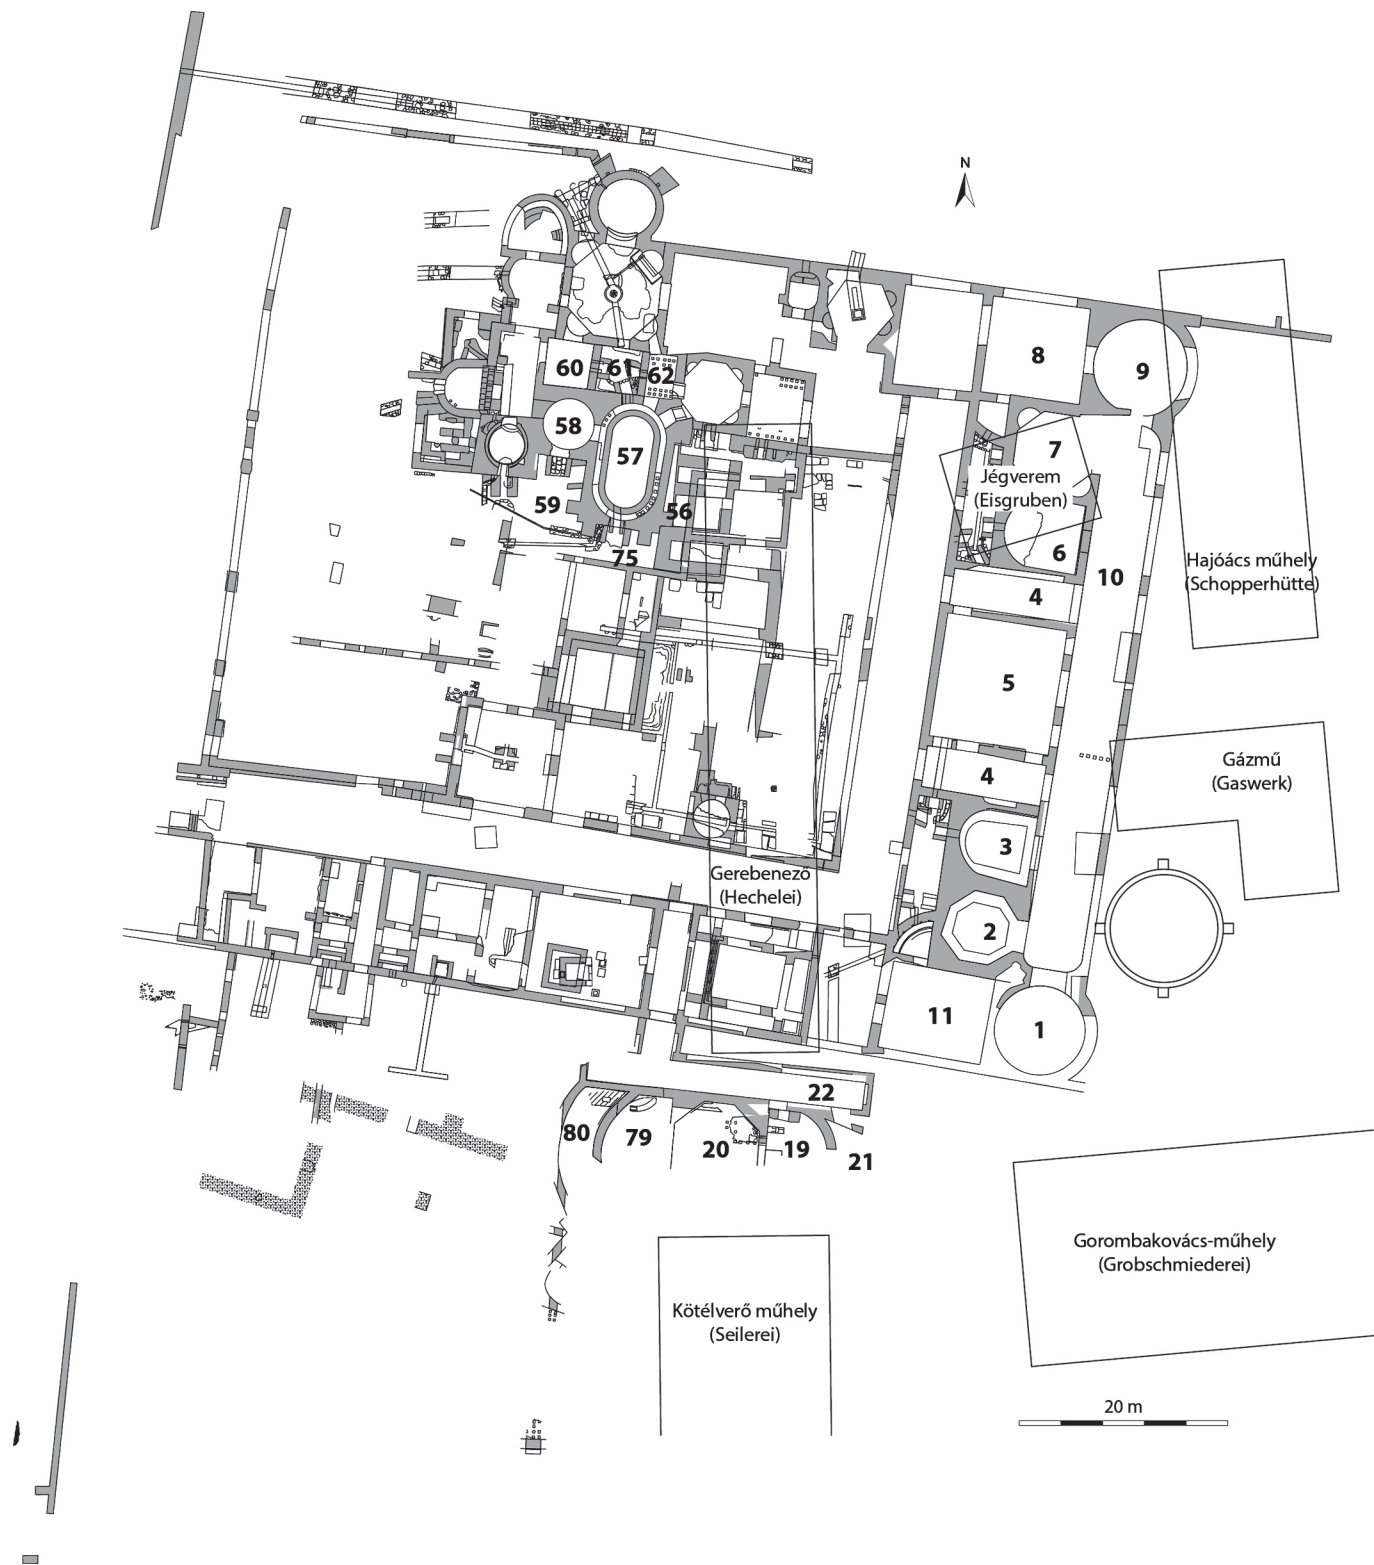 N
8
9
60
61
62
58
57
7
Jégverem
(Eisgruben)
59
56
75
6
10
Hajóács műhely
(Schopperhütte)
4
5
Gázmű
(Gaswerk)
4
3
Gerebenező
(Hechelei)
2
11
1
22
80
79
20
19
21
Gorombakovács-műhely
(Grobschmiederei)
Kötélverő műhely
(Seilerei)
20 m